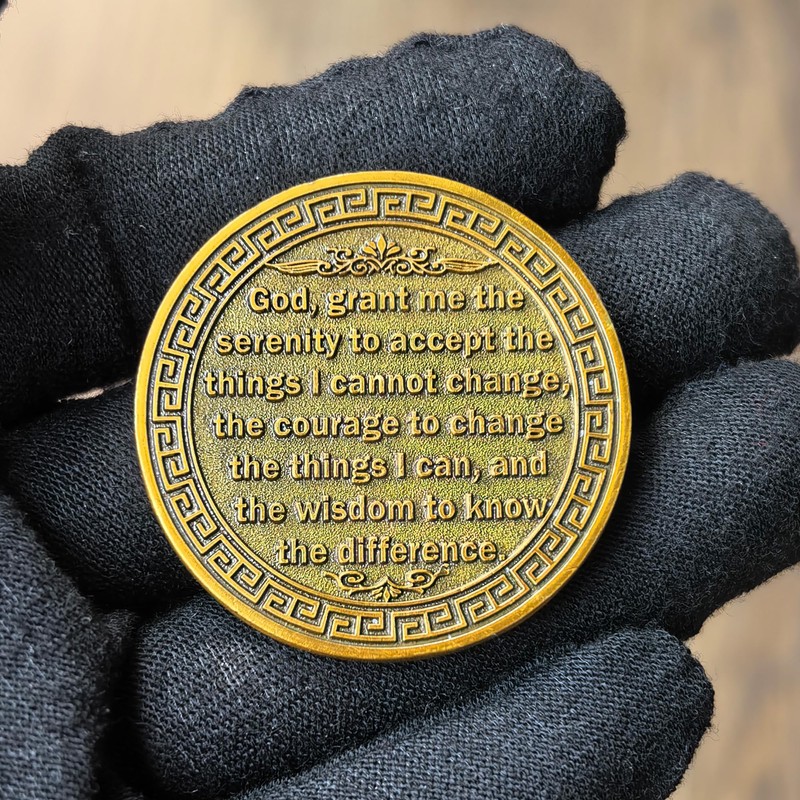 God, grant me the
serenity to accept the
things I cannot change,
the courage to change
the things I can, and
the wisdom to know
the difference.